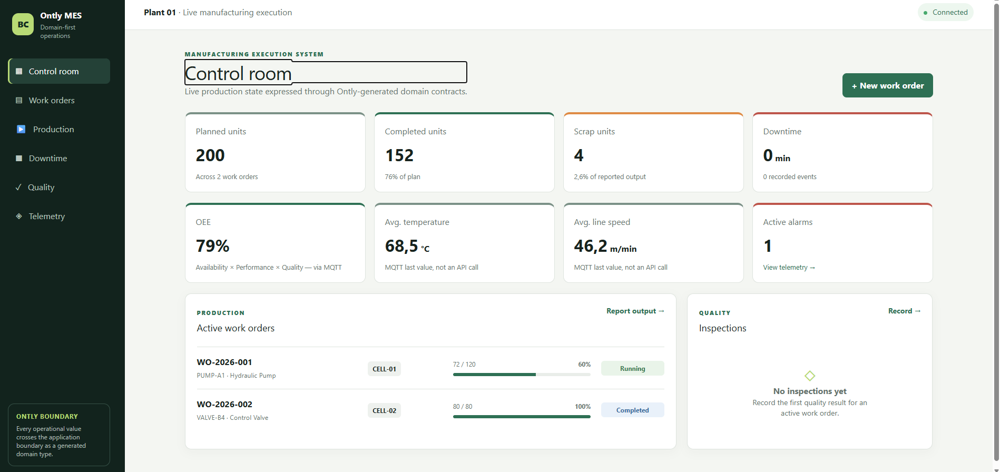 BC
Ontly MES
Domain-first
operations
Control room
Work orders
Production
Downtime
Quality
Telemetry
ONTLY BOUNDARY
Every operational value
crosses the application
boundary as a generated
domain type.
Plant 01 · Live manufacturing execution
Connected
MANUFACTURING EXECUTION SYSTEM
Control room
Live production state expressed through Ontly-generated domain contracts.
+ New work order
Planned units
200
Across 2 work orders
Completed units
152
76% of plan
Scrap units
4
2,6% of reported output
Downtime
0 min
0 recorded events
OEE
79%
Availability × Performance × Quality — via MQTT
Avg. temperature
68,5 °C
MQTT last value, not an API call
Avg. line speed
46,2 m/min
MQTT last value, not an API call
Active alarms
1
View telemetry →
PRODUCTION
Report output →
Active work orders
WO-2026-001
PUMP-A1 · Hydraulic Pump
CELL-01
72 / 120
60%
Running
WO-2026-002
VALVE-B4 · Control Valve
CELL-02
80 / 80
100%
Completed
QUALITY
Record →
Inspections
No inspections yet
Record the first quality result for an
active work order.